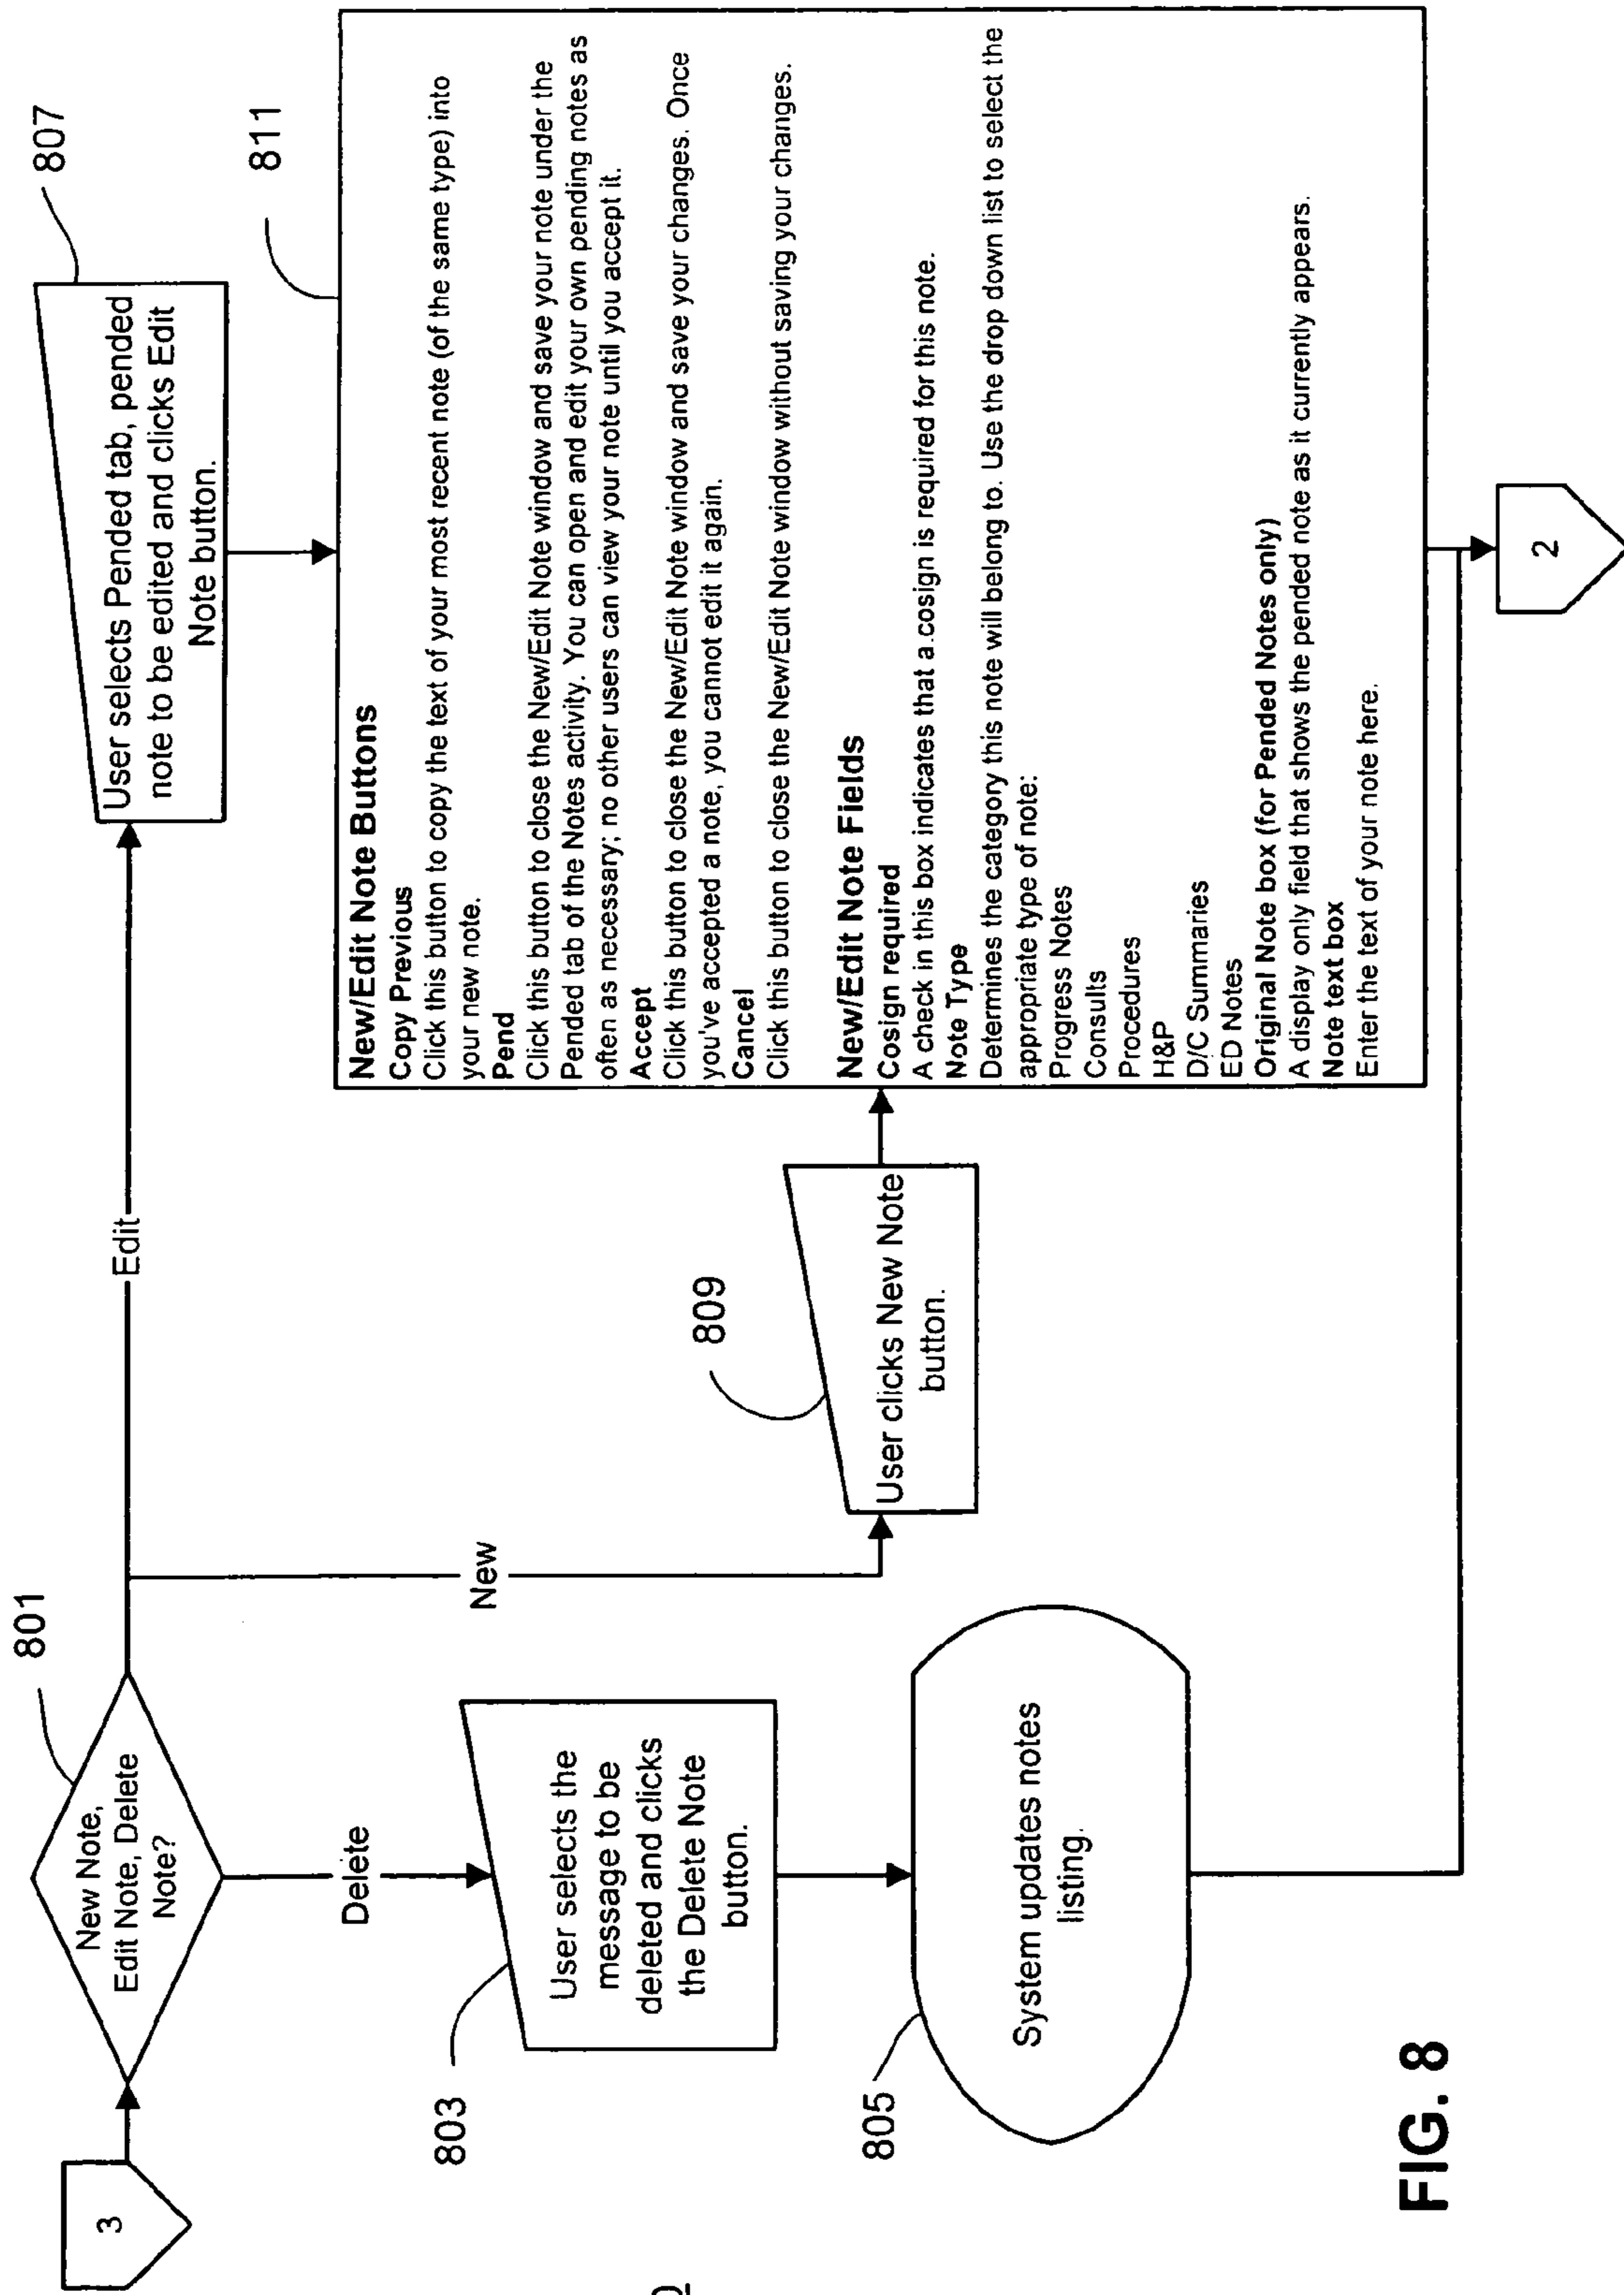 3
801
New Note,
Edit Note, Delete
Note?
Edit
807
User selects Pended tab, pended
note to be edited and clicks Edit
Note button.
New
Delete
803
User selects the
message to be
deleted and clicks
the Delete Note
button.
805
System updates notes
listing.
809
User clicks New Note
button.
811
New/Edit Note Buttons
Copy Previous
Click this button to copy the text of your most recent note (of the same type) into
your new note.
Pend
Click this button to close the New/Edit Note window and save your note under the
Pended tab of the Notes activity. You can open and edit your own pending notes as
often as necessary; no other users can view your note until you accept it.
Accept
Click this button to close the New/Edit Note window and save your changes. Once
you've accepted a note, you cannot edit it again.
Cancel
Click this button to close the New/Edit Note window without saving your changes.
New/Edit Note Fields
Cosign required
A check in this box indicates that a cosign is required for this note.
Note Type
Determines the category this note will belong to. Use the drop down list to select the
appropriate type of note:
Progress Notes
Consults
Procedures
H&P
D/C Summaries
ED Notes
Original Note box (for Pended Notes only)
A display only field that shows the pended note as it currently appears.
Note text box
Enter the text of your note here.
2
FIG. 8